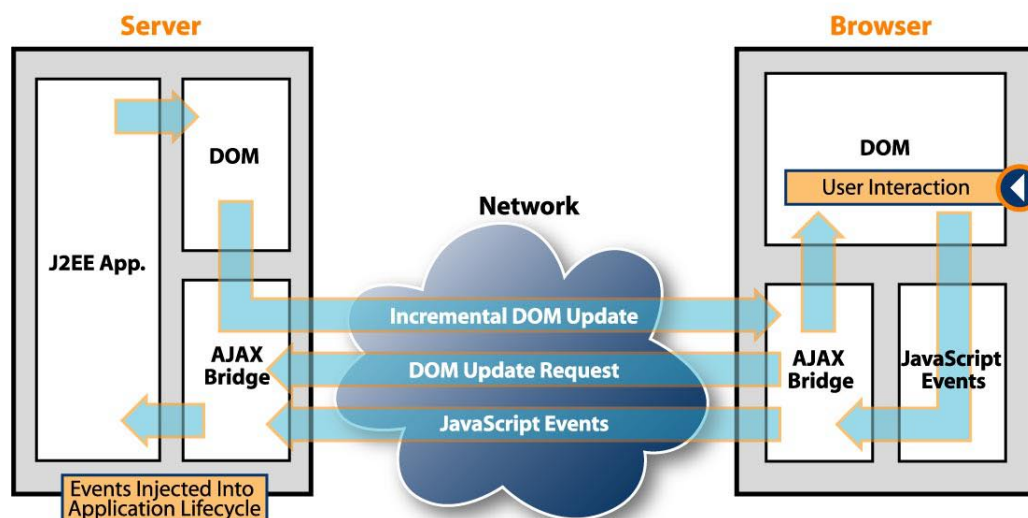 Server
Browser
DOM
J2EE App.
AJAX
Bridge
Events Injected Into
Application Lifecycle
Network
Incremental DOM Update
DOM Update Request
JavaScript Events
DOM
User Interaction
AJAX
Bridge
JavaScript
Events